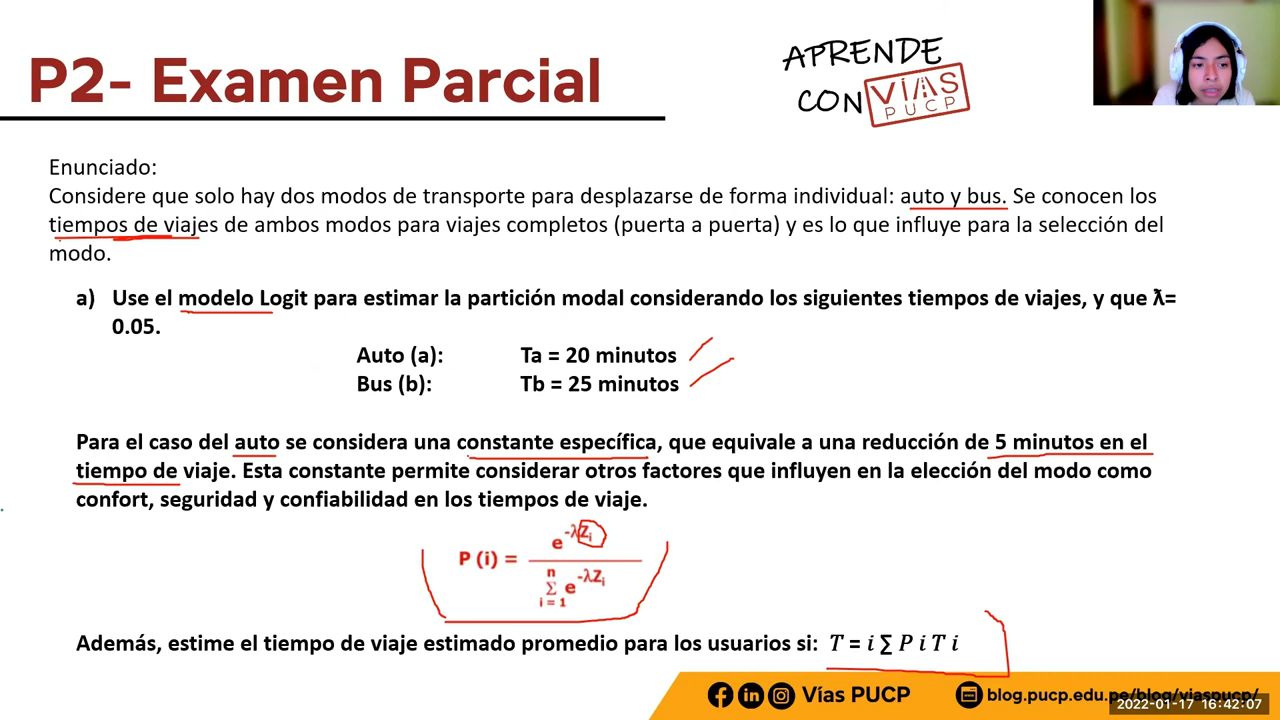 P2- Examen Parcial
APRENDE
CON VÍAS
PUCP
Enunciado:
Considere que solo hay dos modos de transporte para desplazarse de forma individual: auto y bus. Se conocen los
tiempos de viajes de ambos modos para viajes completos (puerta a puerta) y es lo que influye para la selección del
modo.
a) Use el modelo Logit para estimar la partición modal considerando los siguientes tiempos de viajes, y que ƛ=
0.05.
Auto (a): Ta = 20 minutos
Bus (b): Tb = 25 minutos
Para el caso del auto se considera una constante específica, que equivale a una reducción de 5 minutos en el
tiempo de viaje. Esta constante permite considerar otros factores que influyen en la elección del modo como
confort, seguridad y confiabilidad en los tiempos de viaje.
e^-λZi
P (i) =
n
Σ e^-λZi
i = 1
Además, estime el tiempo de viaje estimado promedio para los usuarios si: T = i ∑ P i T i
Vías PUCP
blog.pucp.edu.pe/blog/viaspucp/
2022-01-17 16:42:07